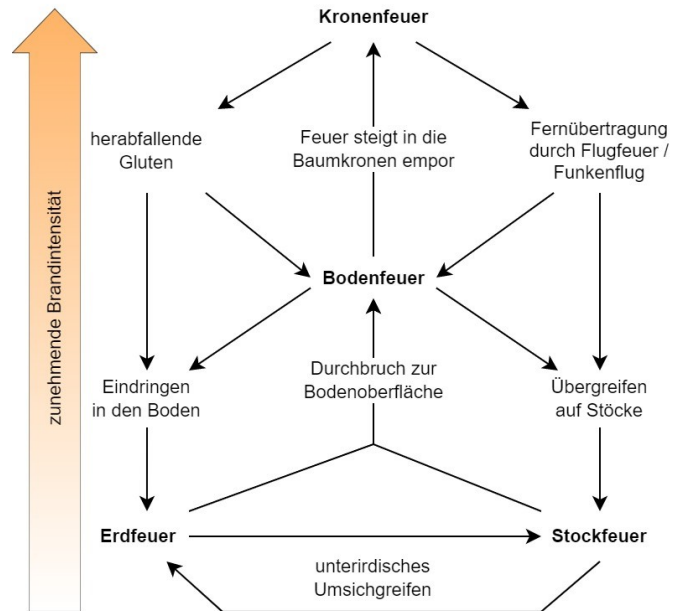 Kronenfeuer
herabfallende
Gluten
Feuer steigt in die
Baumkronen empor
Fernübertragung
durch Flugfeuer /
Funkenflug
zunehmende Brandintensität
Bodenfeuer
Eindringen
in den Boden
Durchbruch zur
Bodenoberfläche
Übergreifen
auf Stöcke
Erdfeuer
Stockfeuer
unterirdisches
Umsichgreifen